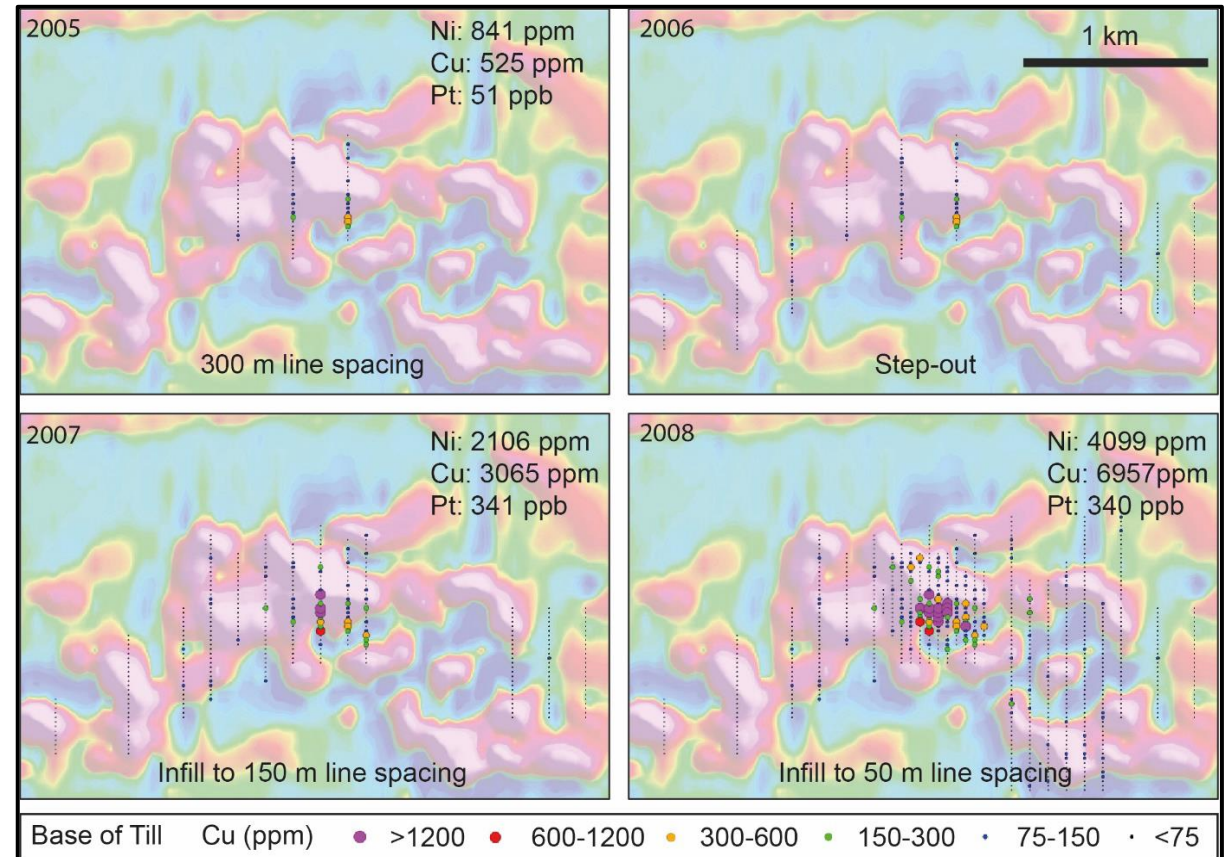 2005
Ni: 841 ppm
Cu: 525 ppm
Pt: 51 ppb
300 m line spacing
2006
1 km
Step-out
2007
Ni: 2106 ppm
Cu: 3065 ppm
Pt: 341 ppb
Infill to 150 m line spacing
2008
Ni: 4099 ppm
Cu: 6957ppm
Pt: 340 ppb
Infill to 50 m line spacing
Base of Till Cu (ppm) >1200 600-1200 300-600 150-300 75-150 <75